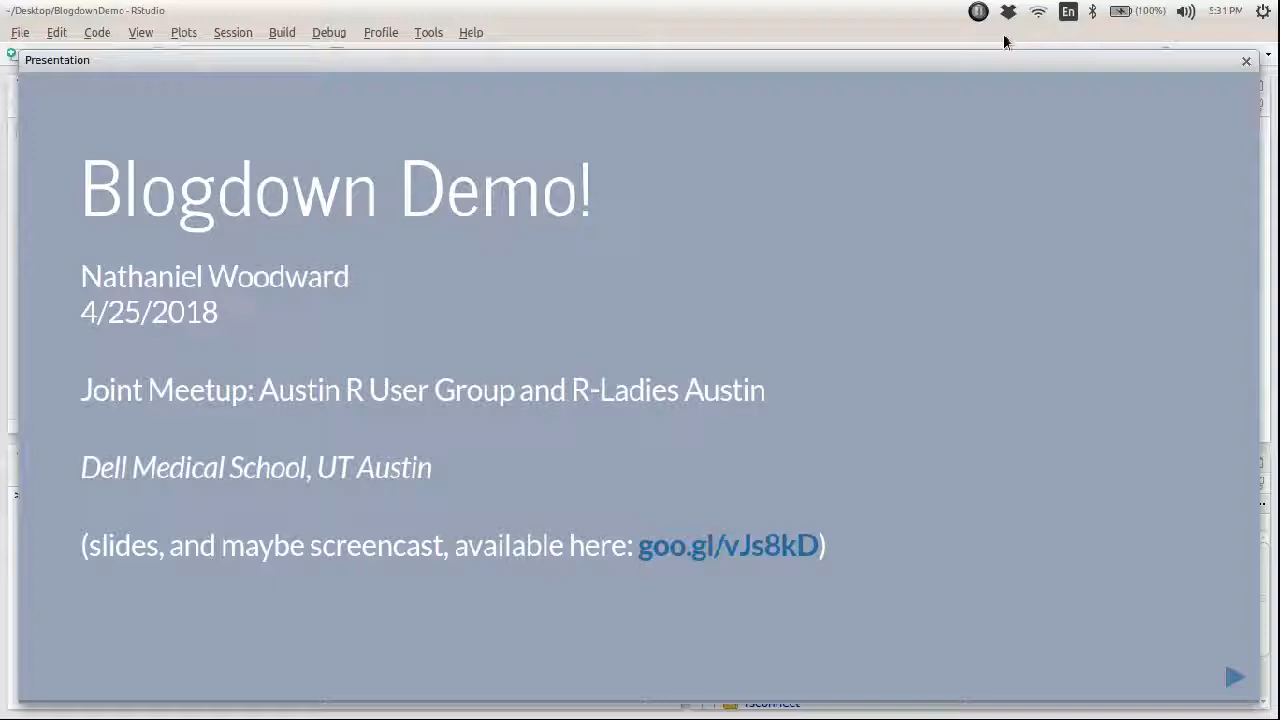 ~/Desktop/BlogdownDemo - RStudio
En
(100%)
5:31 PM
File Edit Code View Plots Session Build Debug Profile Tools Help
Presentation
Blogdown Demo!
Nathaniel Woodward
4/25/2018
Joint Meetup: Austin R User Group and R-Ladies Austin
Dell Medical School, UT Austin
(slides, and maybe screencast, available here: goo.gl/vJs8kD)
rsconnect